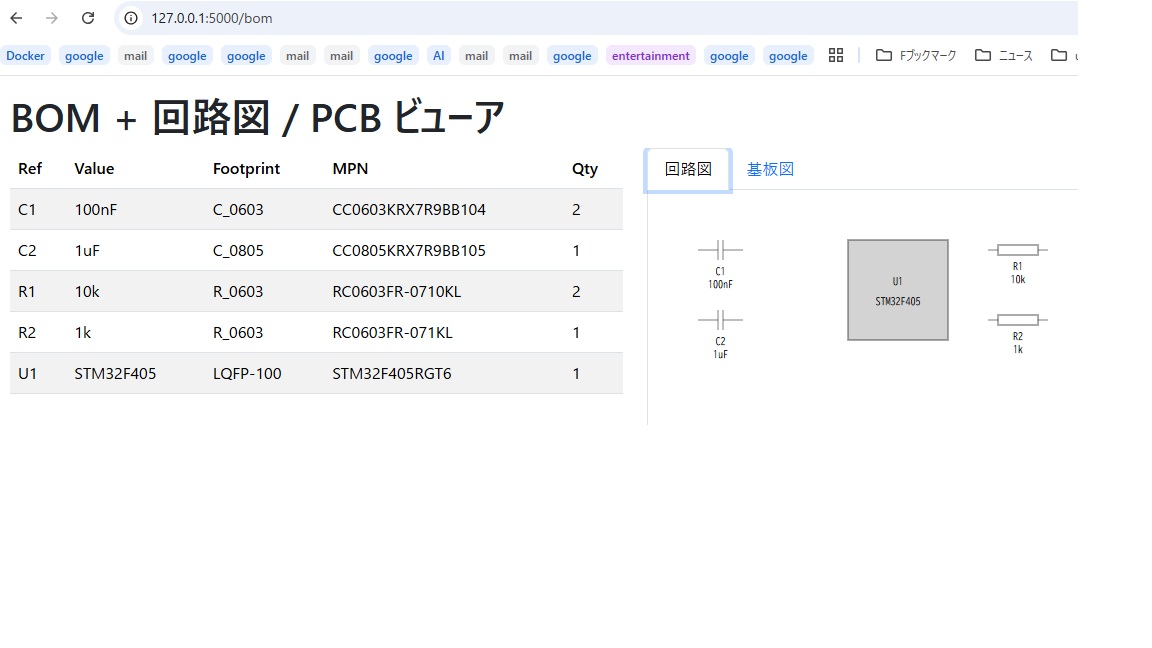 127.0.0.1:5000/bom
Docker google mail google google mail mail google AI mail mail google entertainment google google Fブックマーク ニュース
BOM + 回路図 / PCB ビューア
Ref Value Footprint MPN Qty
C1 100nF C_0603 CC0603KRX7R9BB104 2
C2 1uF C_0805 CC0805KRX7R9BB105 1
R1 10k R_0603 RC0603FR-0710KL 2
R2 1k R_0603 RC0603FR-071KL 1
U1 STM32F405 LQFP-100 STM32F405RGT6 1
回路図 基板図
C1
100nF
C2
1uF
U1
STM32F405
R1
10k
R2
1k